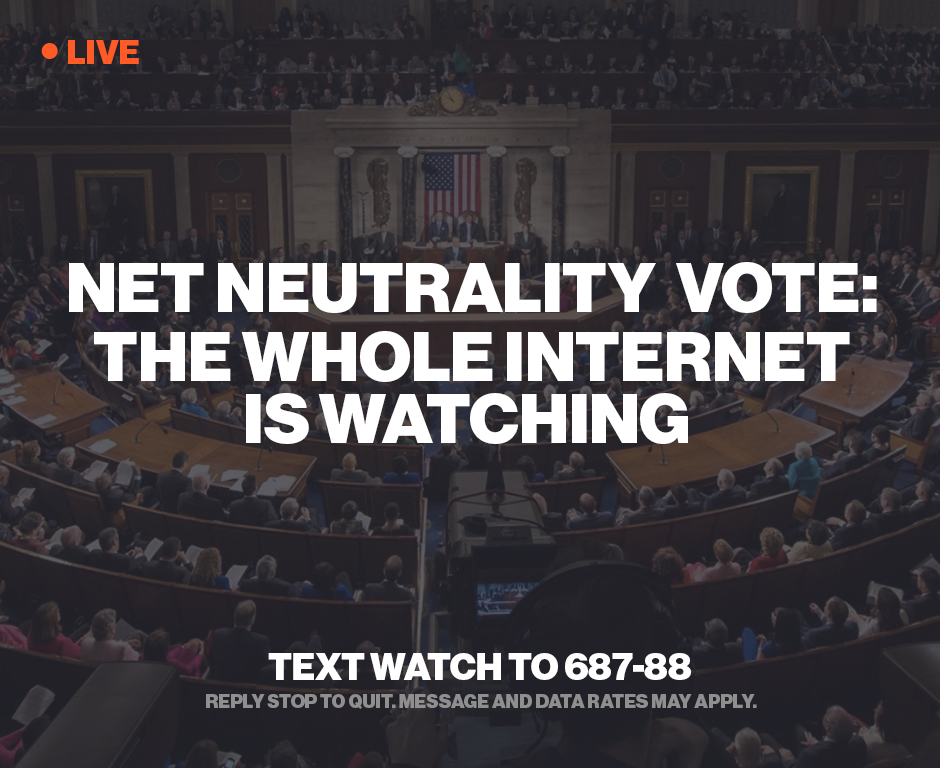 LIVE
NET NEUTRALITY VOTE:
THE WHOLE INTERNET
IS WATCHING
TEXT WATCH TO 687-88
REPLY STOP TO QUIT. MESSAGE AND DATA RATES MAY APPLY.